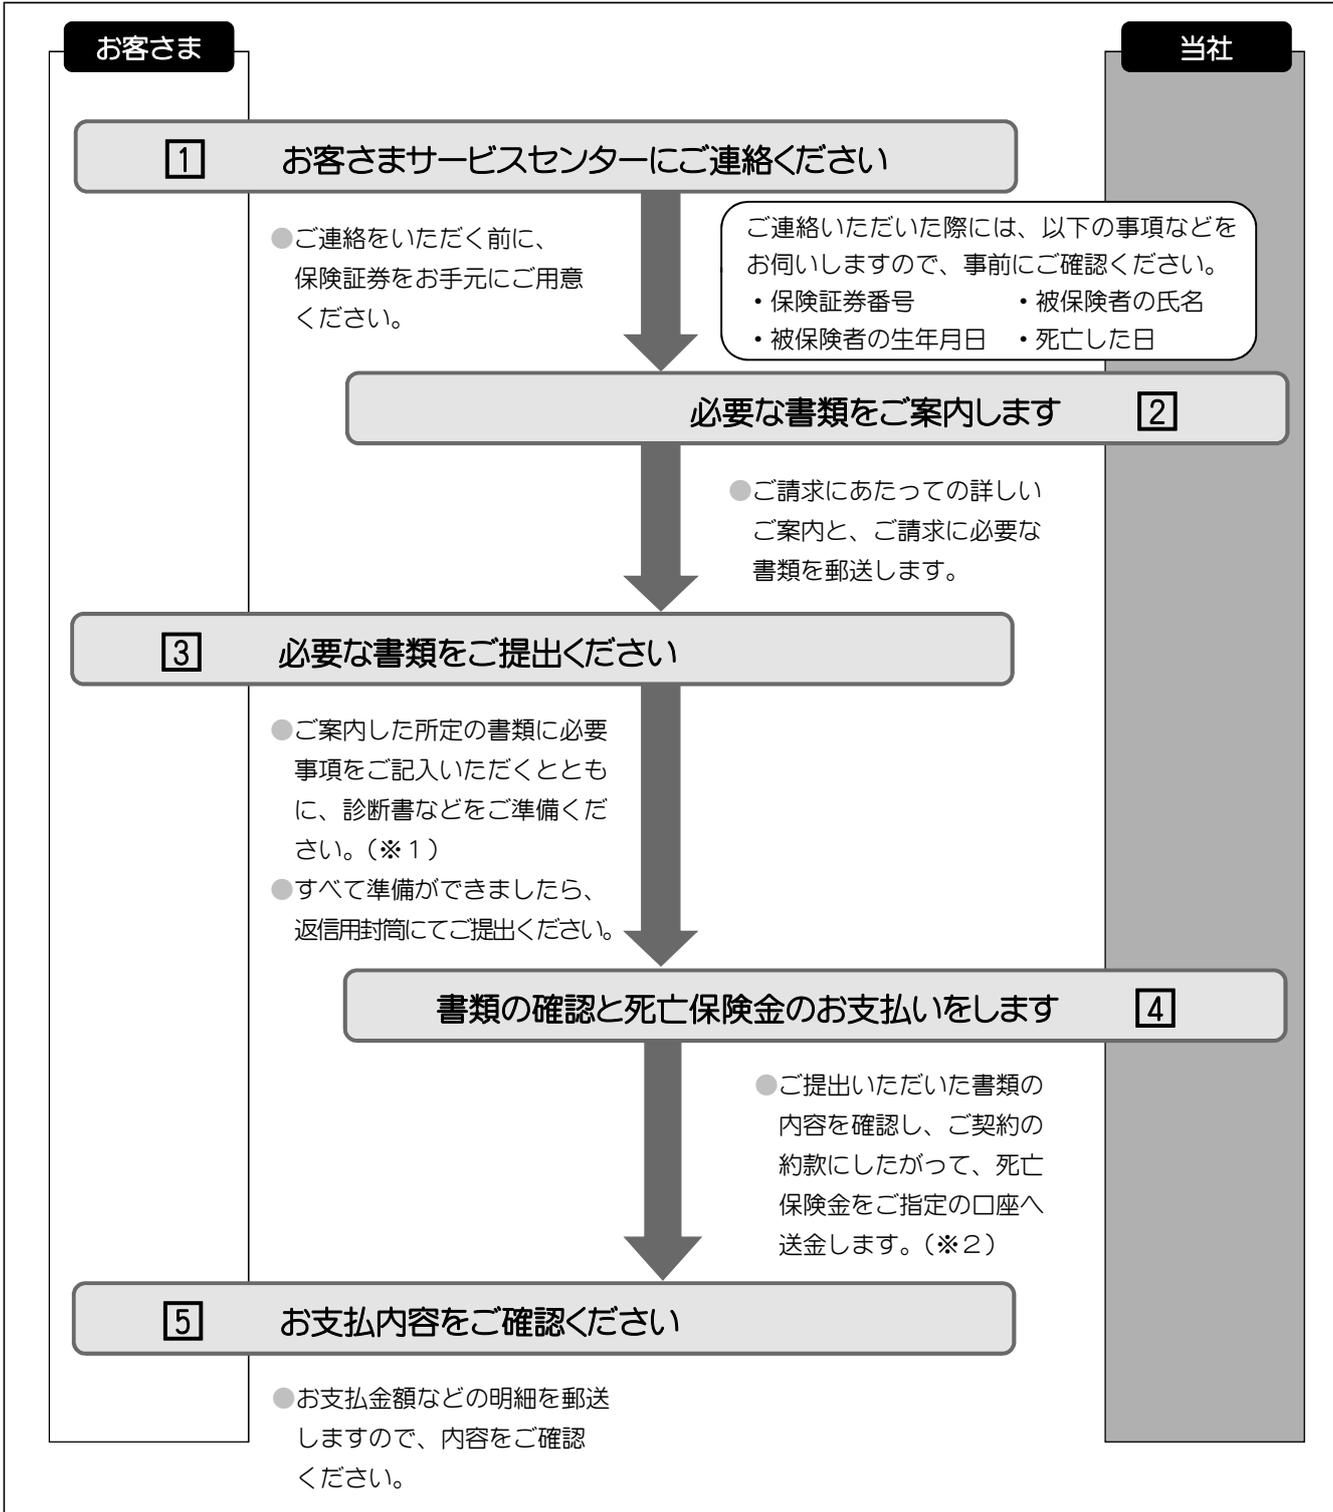 お客さま
当社
1 お客さまサービスセンターにご連絡ください
●ご連絡をいただく前に、
保険証券をお手元にご用意
ください。
ご連絡いただいた際には、以下の事項などを
お伺いしますので、事前にご確認ください。
・保険証券番号 ・被保険者の氏名
・被保険者の生年月日 ・死亡した日
必要な書類をご案内します 2
●ご請求にあたっての詳しい
ご案内と、ご請求に必要な
書類を郵送します。
3 必要な書類をご提出ください
●ご案内した所定の書類に必要
事項をご記入いただくととも
に、診断書などをご準備くだ
さい。(※1)
●すべて準備ができましたら、
返信用封筒にてご提出ください。
書類の確認と死亡保険金のお支払いをします 4
●ご提出いただいた書類の
内容を確認し、ご契約の
約款にしたがって、死亡
保険金をご指定の口座へ
送金します。(※2)
5 お支払内容をご確認ください
●お支払金額などの明細を郵送
しますので、内容をご確認
ください。